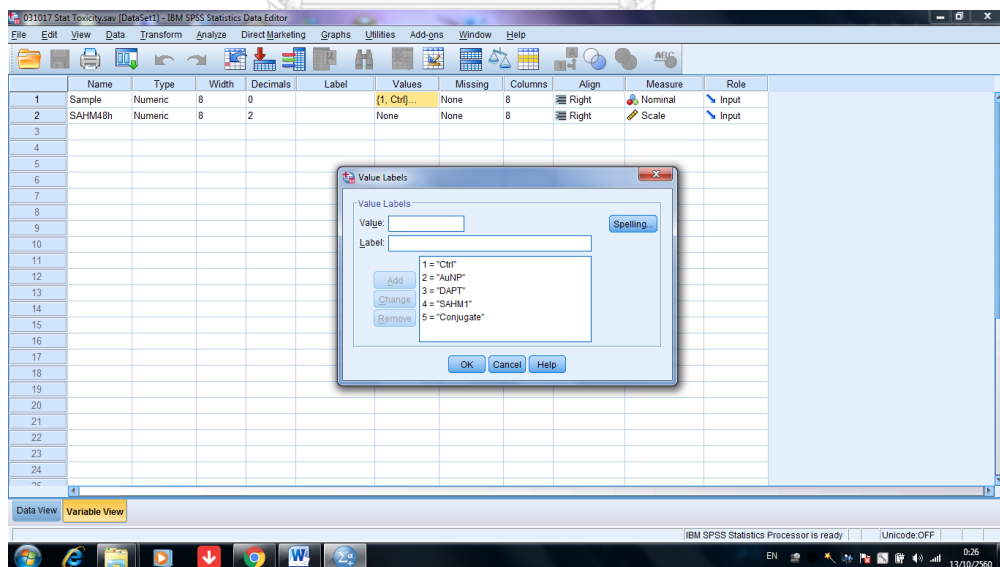 031017 Stat Toxicity.sav [DataSet1] - IBM SPSS Statistics Data Editor
File Edit View Data Transform Analyze Direct Marketing Graphs Utilities Add-ons Window Help
Name Type Width Decimals Label Values Missing Columns Align Measure Role
1 Sample Numeric 8 0 {1, Ctrl}... None 8 Right Nominal Input
2 SAHM48h Numeric 8 2 None None 8 Right Scale Input
3
4
5
6
7
8
9
10
11
12
13
14
15
16
17
18
19
20
21
22
23
24
25
Value Labels
Value Labels
Value:
Spelling...
Label:
1 = "Ctrl"
2 = "AuNP"
3 = "DAPT"
4 = "SAHM1"
5 = "Conjugate"
Add
Change
Remove
OK Cancel Help
Data View Variable View
IBM SPSS Statistics Processor is ready Unicode:OFF
EN 0:26
13/10/2560